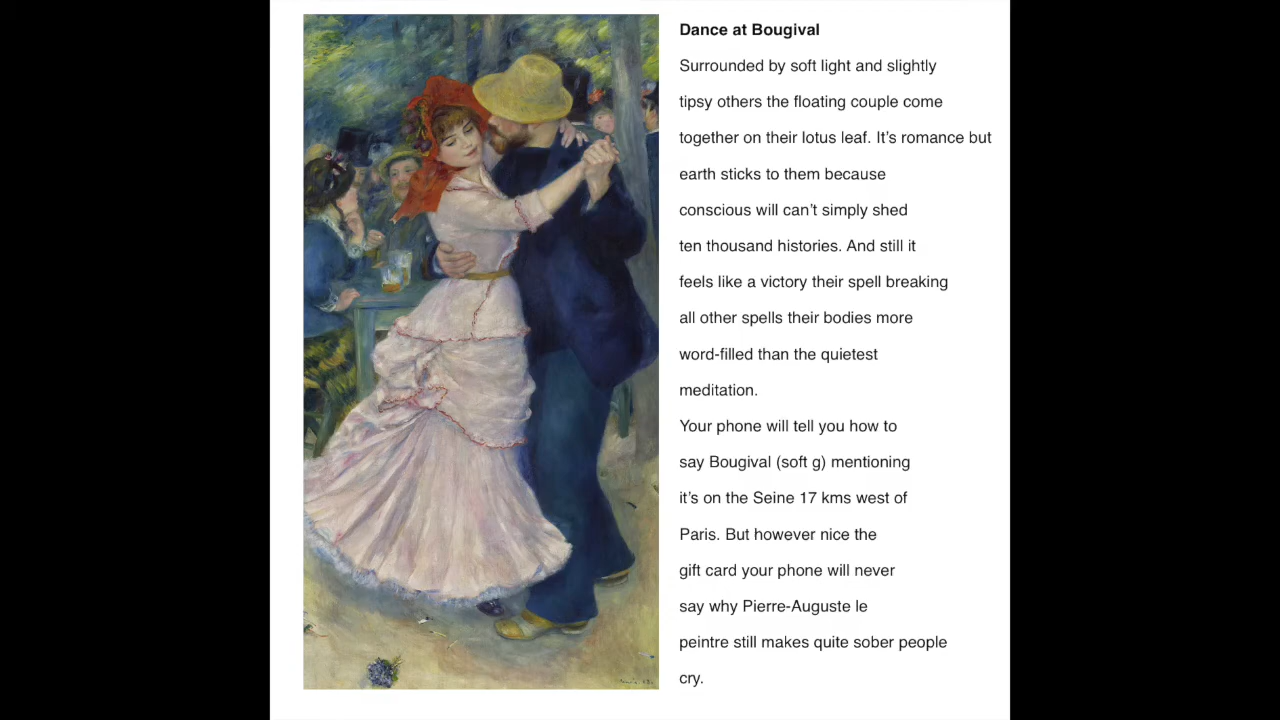 Dance at Bougival
Surrounded by soft light and slightly
tipsy others the floating couple come
together on their lotus leaf. It’s romance but
earth sticks to them because
conscious will can’t simply shed
ten thousand histories. And still it
feels like a victory their spell breaking
all other spells their bodies more
word-filled than the quietest
meditation.
Your phone will tell you how to
say Bougival (soft g) mentioning
it’s on the Seine 17 kms west of
Paris. But however nice the
gift card your phone will never
say why Pierre-Auguste le
peintre still makes quite sober people
cry.